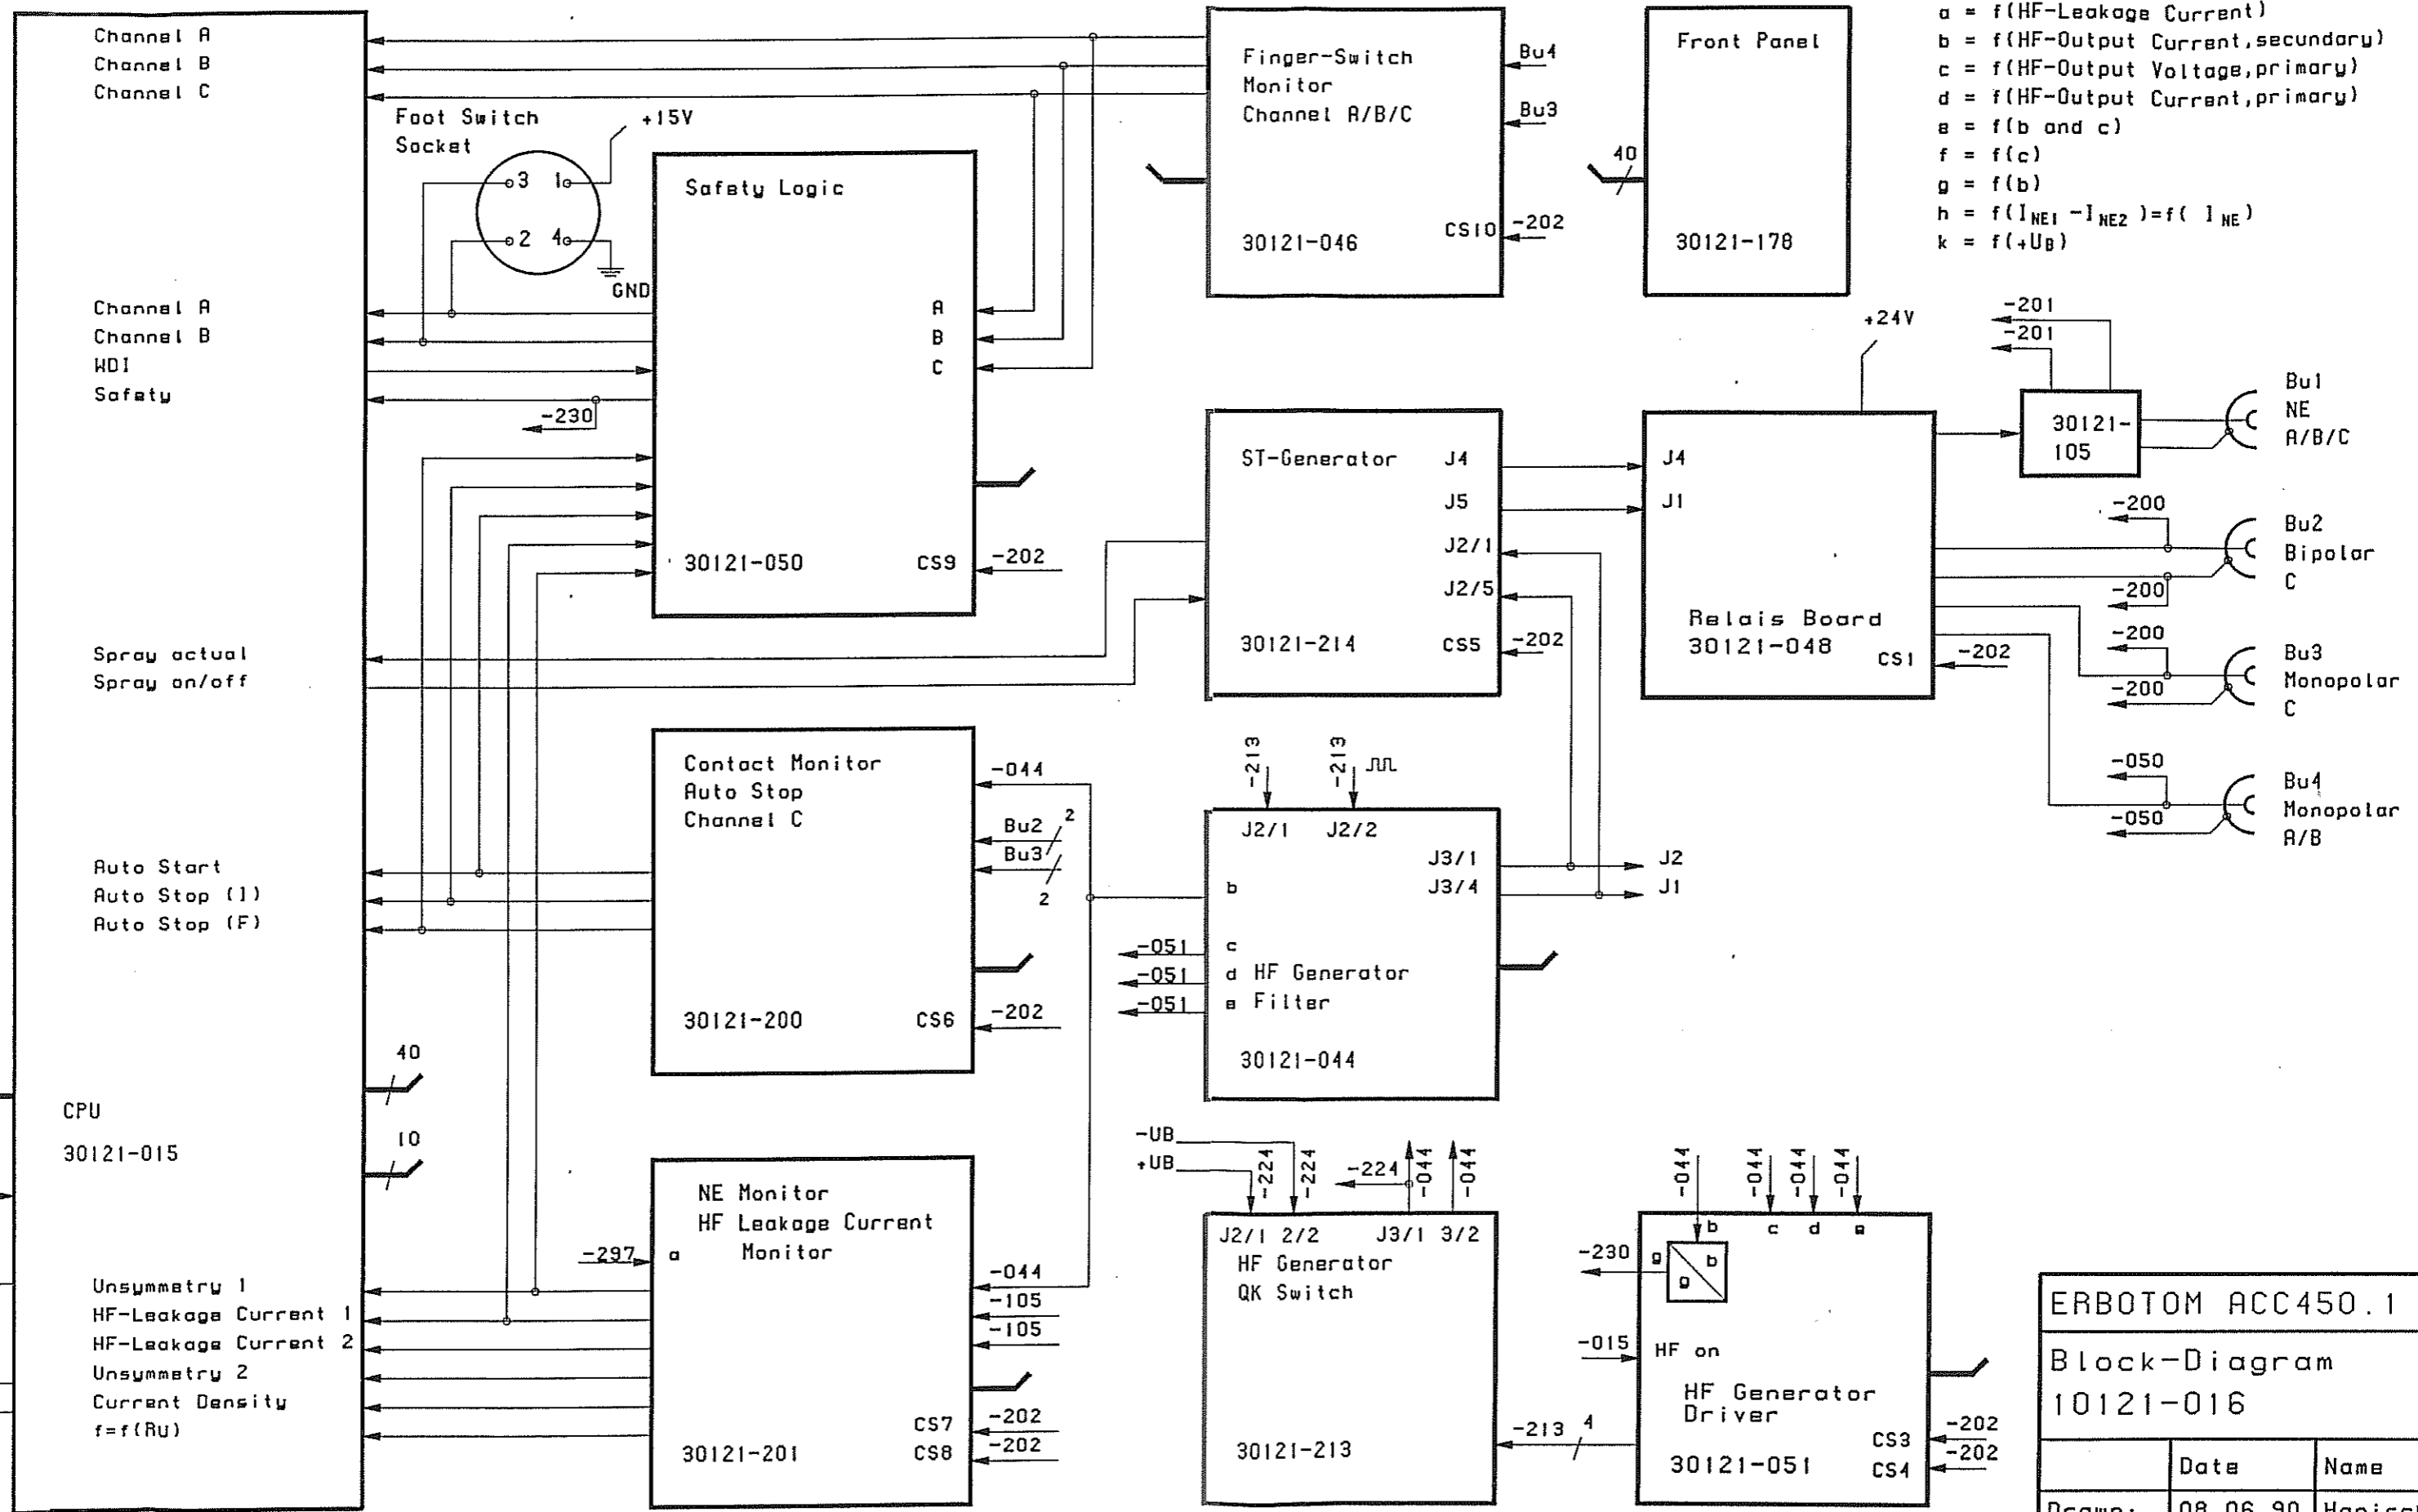 Channel A
Channel B
Channel C
Foot Switch
Socket
+15V
3 1
2 4
GND
Channel A
Channel B
WDI
Safety
-230
Spray actual
Spray on/off
Auto Start
Auto Stop (I)
Auto Stop (F)
40
CPU
10
30121-015
Unsymmetry 1
HF-Leakage Current 1
HF-Leakage Current 2
Unsymmetry 2
Current Density
f=f(Ru)
Safety Logic
A
B
C
30121-050
CS9
-202
Contact Monitor
Auto Stop
Channel C
-044
Bu2 2
Bu3
2
30121-200
CS6
-202
NE Monitor
HF Leakage Current
Monitor
-297
a
-044
-105
-105
CS7
-202
30121-201
CS8
-202
Finger-Switch
Monitor
Channel A/B/C
Bu4
Bu3
CS10
-202
30121-046
Front Panel
40
30121-178
a = f(HF-Leakage Current)
b = f(HF-Output Current,secundary)
c = f(HF-Output Voltage,primary)
d = f(HF-Output Current,primary)
e = f(b and c)
f = f(c)
g = f(b)
h = f(INE1 -INE2 )=f( INE)
k = f(+UB)
ST-Generator
J4
J5
J2/1
J2/5
30121-214
CS5
-202
+24V
J4
J1
Relais Board
30121-048
CS1
-202
-201
-201
30121-
105
Bu1
NE
A/B/C
-200
Bu2
Bipolar
C
-200
-200
Bu3
Monopolar
C
-200
-050
Bu4
Monopolar
A/B
-050
-213
-213
J2/1
J2/2
b
J3/1
J2
J3/4
J1
-051
c
-051
d HF Generator
-051
e Filter
30121-044
-UB
+UB
-224
-224
-224
-044
-044
J2/1 2/2
J3/1 3/2
HF Generator
QK Switch
30121-213
-213 4
-044
-044
-044
-044
b
c
d
e
-230
g
b
g
-015
HF on
HF Generator
Driver
CS3
-202
30121-051
CS4
-202
ERBOTOM ACC450.1
Block-Diagram
10121-016
Date
Name
08.06.90